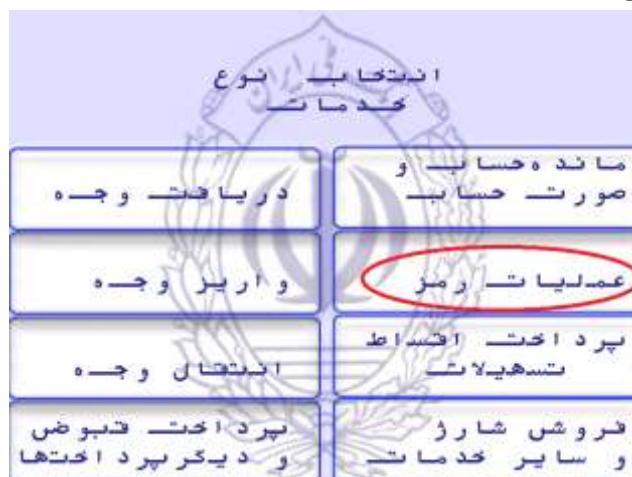 انتخاب نوع
خدمات
مانده حساب و
صورت حساب
دریافت وجه
عملیات رمز
واریز وجه
پرداخت اقساط
تسهیلات
انتقال وجه
فروش شارژ
و سایر خدمات
پرداخت قبوض
و دیگر پرداختها